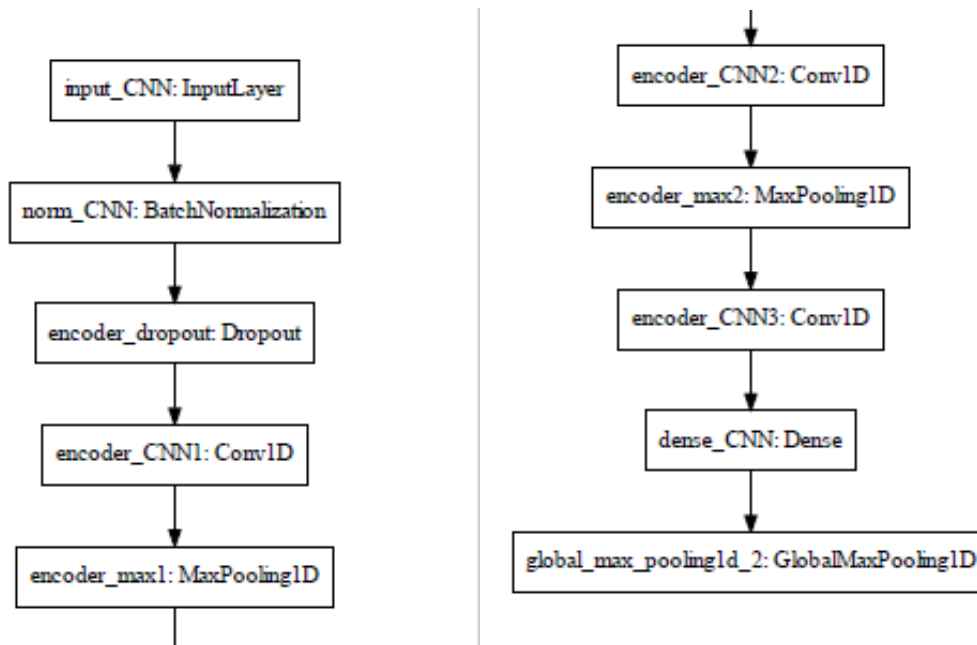 input_CNN: InputLayer
norm_CNN: BatchNormalization
encoder_dropout: Dropout
encoder_CNN1: Conv1D
encoder_max1: MaxPooling1D
encoder_CNN2: Conv1D
encoder_max2: MaxPooling1D
encoder_CNN3: Conv1D
dense_CNN: Dense
global_max_pooling1d_2: GlobalMaxPooling1D